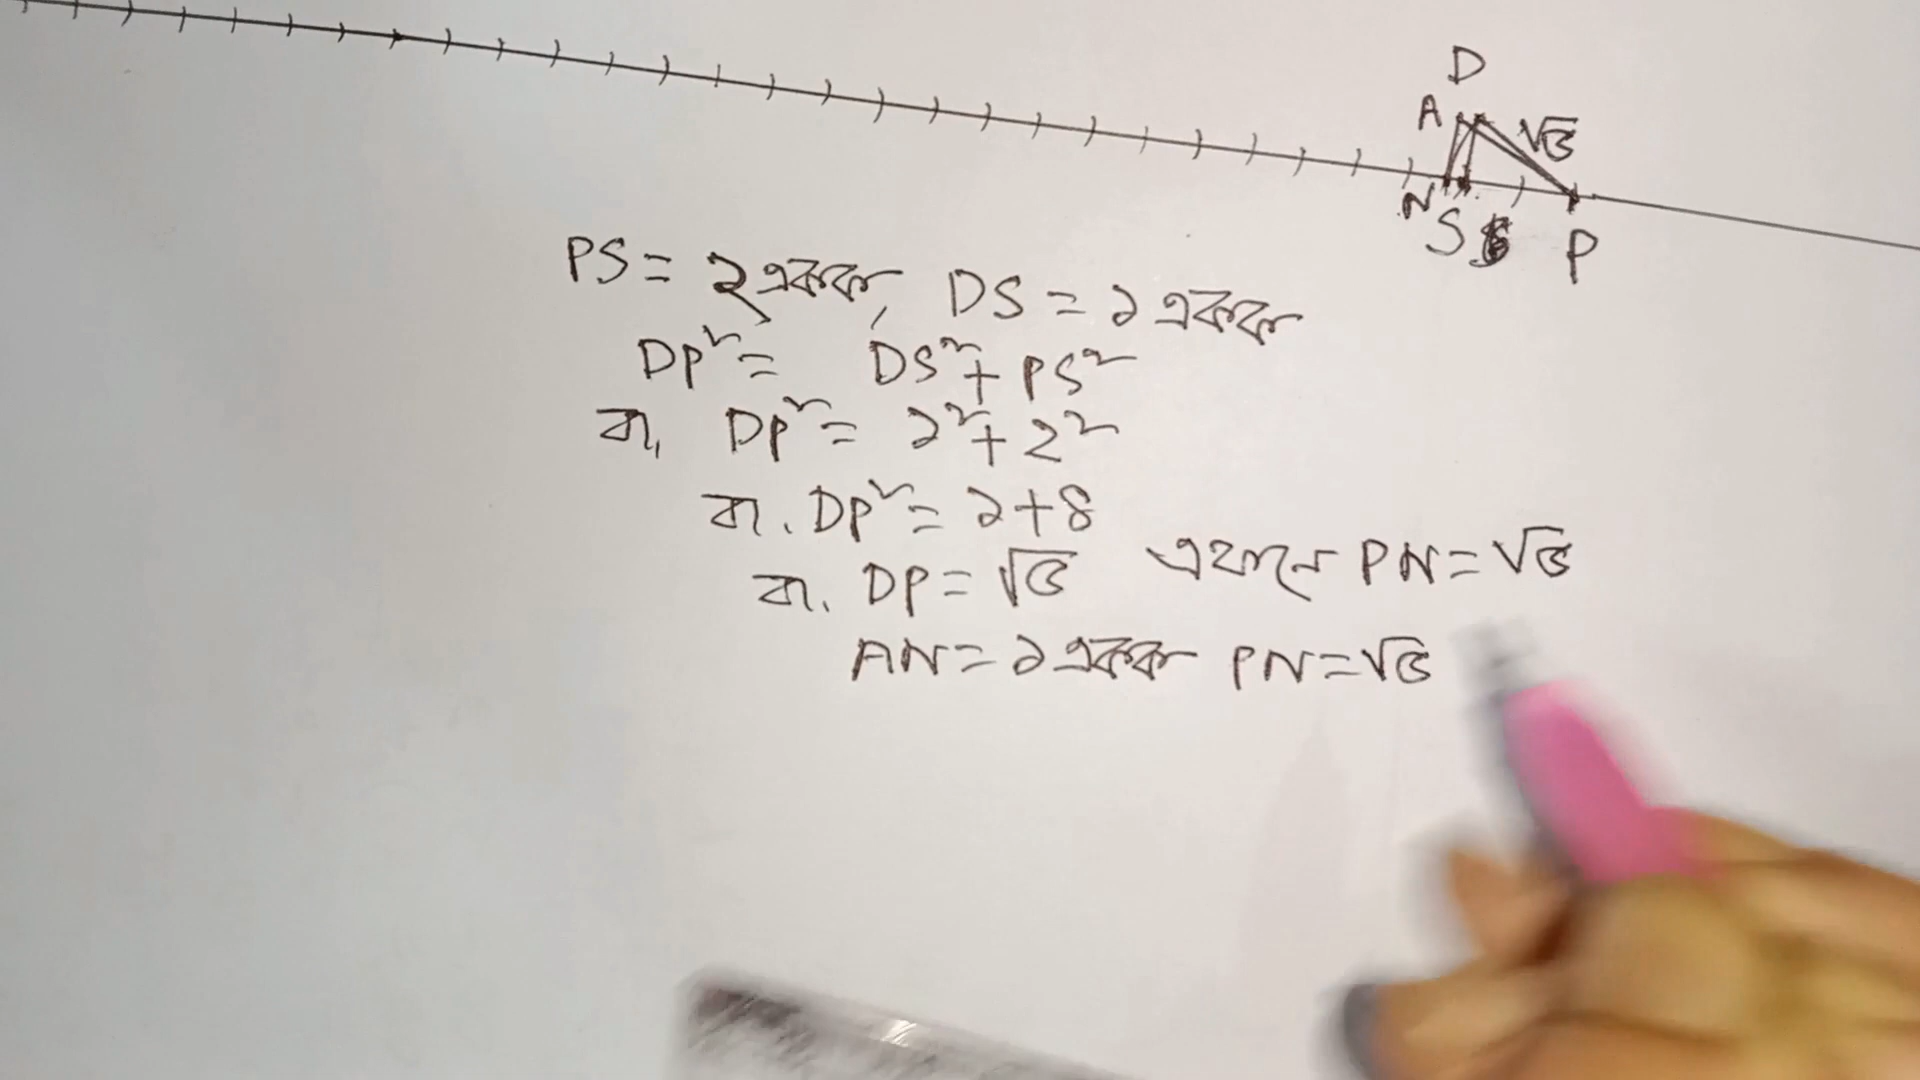 D
A √৫
N S P
PS = ২ একক, DS = ১ একক
DP² = DS² + PS²
বা, DP² = ১² + 2²
বা, DP² = ১+৪
বা, DP = √৫ এখানে PN = √৫
AN = ১ একক PN = √৫